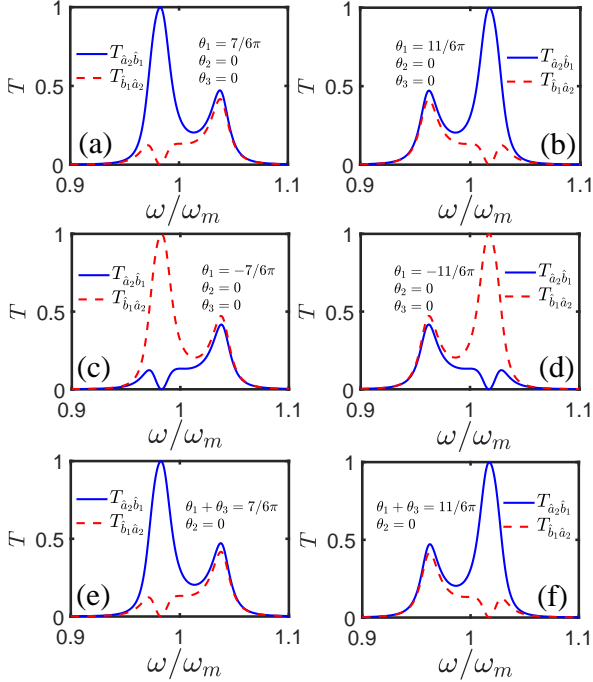 1
0.5
0
T
T_{â₂b̂₁}
T_{b̂₁â₂}
θ₁ = 7/6π
θ₂ = 0
θ₃ = 0
(a)
0.9 1 1.1
ω/ω_m
1
0.5
0
T
θ₁ = 11/6π
θ₂ = 0
θ₃ = 0
T_{â₂b̂₁}
T_{b̂₁â₂}
(b)
0.9 1 1.1
ω/ω_m
1
0.5
0
T
T_{â₂b̂₁}
T_{b̂₁â₂}
θ₁ = −7/6π
θ₂ = 0
θ₃ = 0
(c)
0.9 1 1.1
ω/ω_m
1
0.5
0
T
θ₁ = −11/6π
θ₂ = 0
θ₃ = 0
T_{â₂b̂₁}
T_{b̂₁â₂}
(d)
0.9 1 1.1
ω/ω_m
1
0.5
0
T
T_{â₂b̂₁}
T_{b̂₁â₂}
θ₁ + θ₃ = 7/6π
θ₂ = 0
(e)
0.9 1 1.1
ω/ω_m
1
0.5
0
T
θ₁ + θ₃ = 11/6π
θ₂ = 0
T_{â₂b̂₁}
T_{b̂₁â₂}
(f)
0.9 1 1.1
ω/ω_m